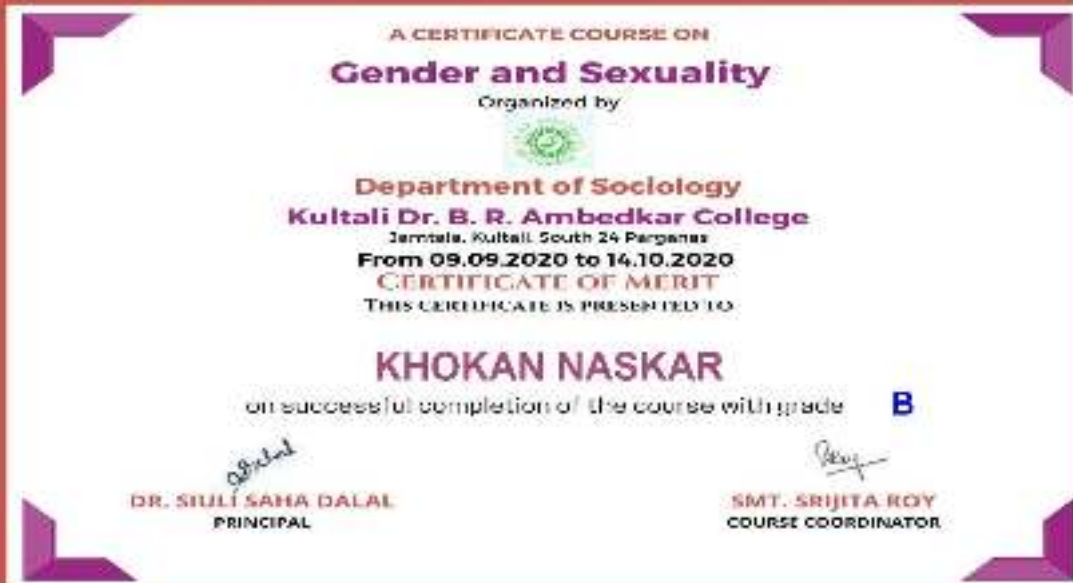 A CERTIFICATE COURSE ON
Gender and Sexuality
Organized by
Department of Sociology
Kultali Dr. B. R. Ambedkar College
Jamtala, Kultali, South 24 Parganas
From 09.09.2020 to 14.10.2020
CERTIFICATE OF MERIT
THIS CERTIFICATE IS PRESENTED TO
KHOKAN NASKAR
on successful completion of the course with grade B
DR. SIULI SAHA DALAL
PRINCIPAL
SMT. SRIJITA ROY
COURSE COORDINATOR